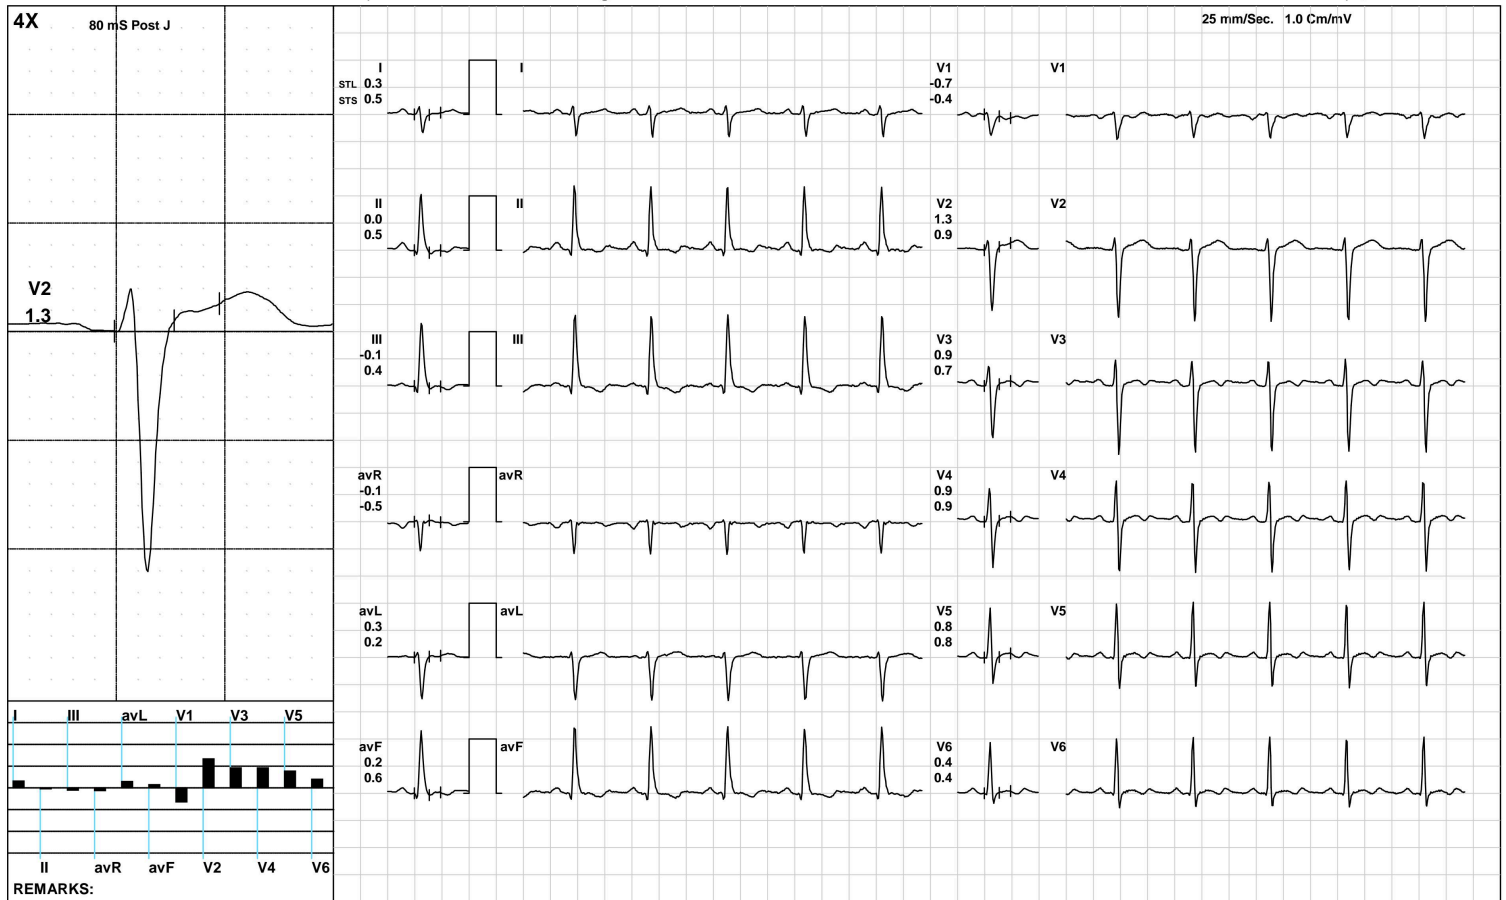 4X
80 mS Post J
25 mm/Sec. 1.0 Cm/mV
V2
1.3
I
STL 0.3
STS 0.5
I
V1
-0.7
-0.4
V1
II
0.0
0.5
II
V2
1.3
0.9
V2
III
-0.1
0.4
III
V3
0.9
0.7
V3
avR
-0.1
-0.5
avR
V4
0.9
0.9
V4
avL
0.3
0.2
avL
V5
0.8
0.8
V5
avF
0.2
0.6
avF
V6
0.4
0.4
V6
I III avL V1 V3 V5
II avR avF V2 V4 V6
REMARKS: